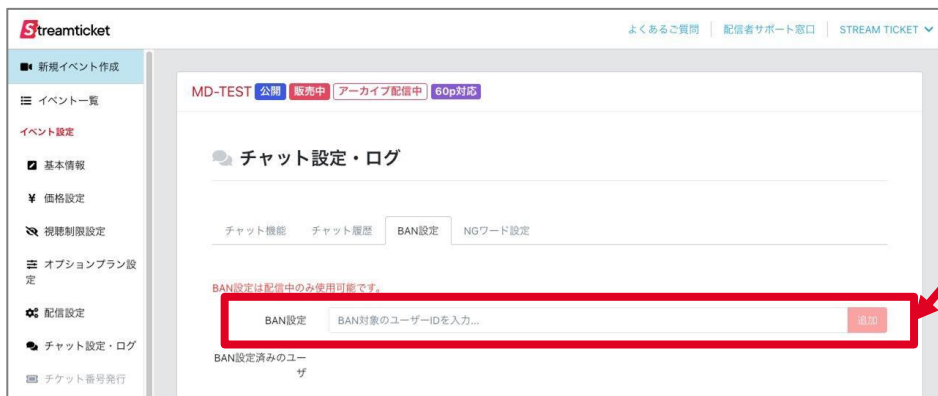 Streamticket
よくあるご質問 配信者サポート窓口 STREAM TICKET
新規イベント作成
イベント一覧
イベント設定
基本情報
¥ 価格設定
視聴制限設定
オプションプラン設
定
配信設定
チャット設定・ログ
チケット番号発行
MD-TEST 公開 販売中 アーカイブ配信中 60p対応
チャット設定・ログ
チャット機能 チャット履歴 BAN設定 NGワード設定
BAN設定は配信中のみ使用可能です。
BAN設定 BAN対象のユーザーIDを入力... 追加
BAN設定済みのユー
ザ